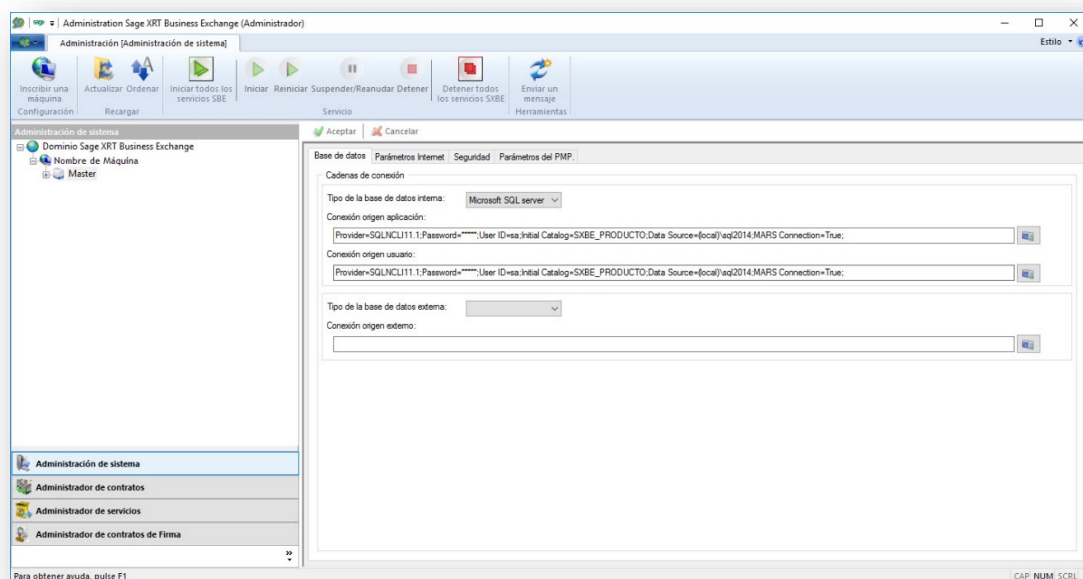 sage
Administration Sage XRT Business Exchange (Administrador)
Administración [Administración de sistema]
Estilo
Inscribir una máquina
Actualizar
Ordenar
Iniciar todos los servicios SBE
Iniciar
Reiniciar
Suspender/Reanudar
Detener
Detener todos los servicios SXBE
Enviar un mensaje
Configuración
Recargar
Servicio
Herramientas
Administración de sistema
Dominio Sage XRT Business Exchange
Nombre de Máquina
Master
Aceptar
Cancelar
Base de datos
Parámetros Internet
Seguridad
Parámetros del PMP.
Cadenas de conexión
Tipo de la base de datos interna:
Microsoft SQL server
Conexión origen aplicación:
Provider=SQLNCLI11.1;Password=*****;User ID=sa;Initial Catalog=SXBE_PRODUCTO;Data Source=(local)\sql2014;MARS Connection=True;
Conexión origen usuario:
Provider=SQLNCLI11.1;Password=*****;User ID=sa;Initial Catalog=SXBE_PRODUCTO;Data Source=(local)\sql2014;MARS Connection=True;
Tipo de la base de datos externa:
Conexión origen externo:
Administración de sistema
Administrador de contratos
Administrador de servicios
Administrador de contratos de Firma
Para obtener ayuda, pulse F1
CAP NUM SCRL